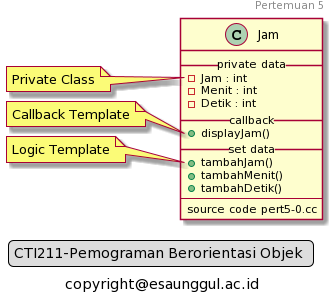 Pertemuan 5
C Jam
private data
Private Class
Jam : int
Menit : int
Detik : int
callback
Callback Template
displayJam()
set data
Logic Template
tambahJam()
tambahMenit()
tambahDetik()
source code pert5-0.cc
CTI211-Pemograman Berorientasi Objek
copyright@esaunggul.ac.id